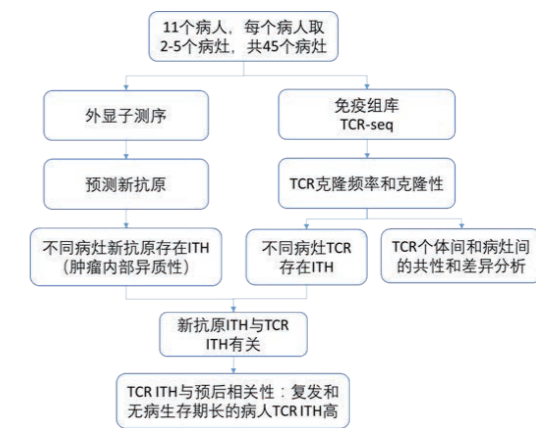 11个病人，每个病人取
2-5个病灶，共45个病灶
外显子测序
免疫组库
TCR-seq
预测新抗原
TCR克隆频率和克隆性
不同病灶新抗原存在ITH
（肿瘤内部异质性）
不同病灶TCR
存在ITH
TCR个体间和病灶间
的共性和差异分析
新抗原ITH与TCR
ITH有关
TCR ITH与预后相关性：复发和
无病生存期长的病人TCR ITH高